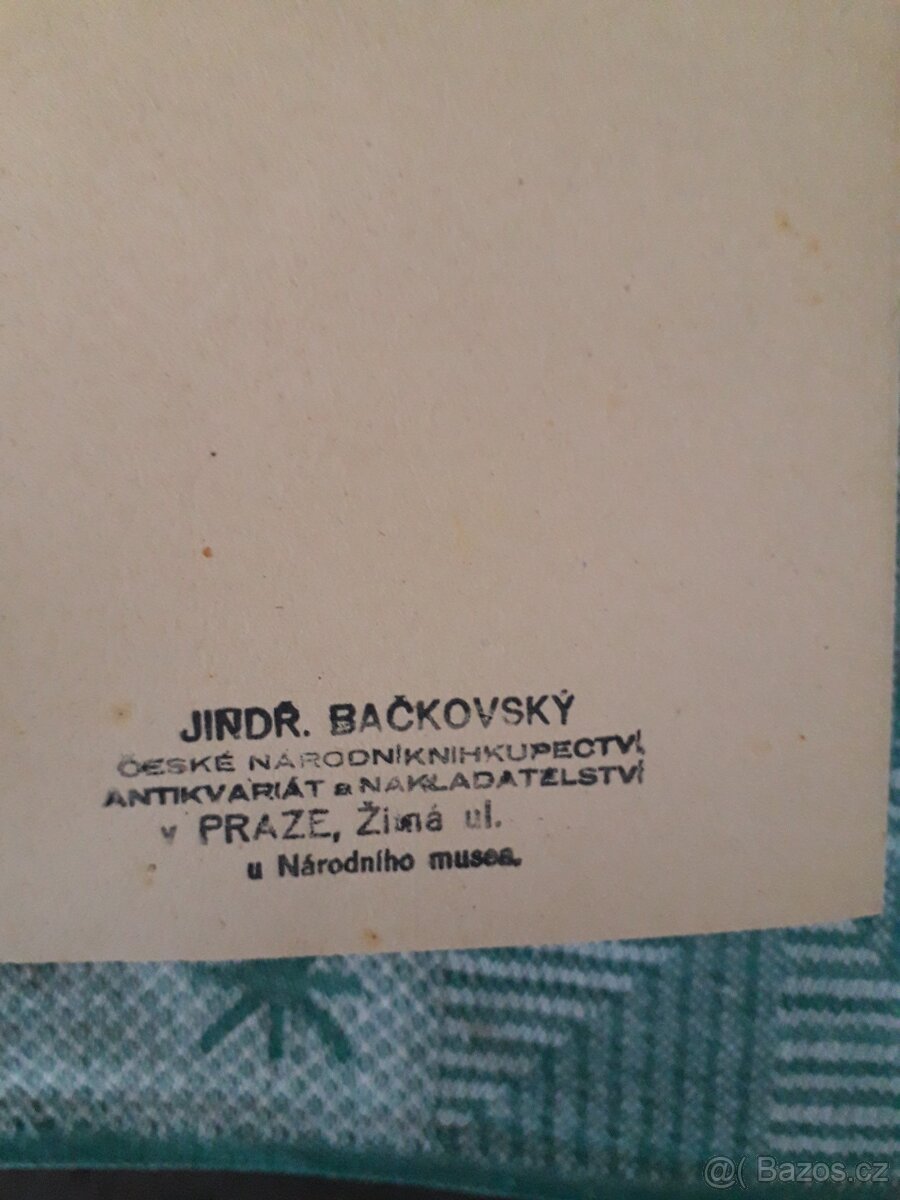 JINDŘ. BAČKOVSKÝ
ČESKÉ NÁRODNÍ KNIHKUPECTVÍ,
ANTIKVARIÁT a NAKLADATELSTVÍ
v PRAZE, Žitná ul.
u Národního musea.
@( Bazos.cz